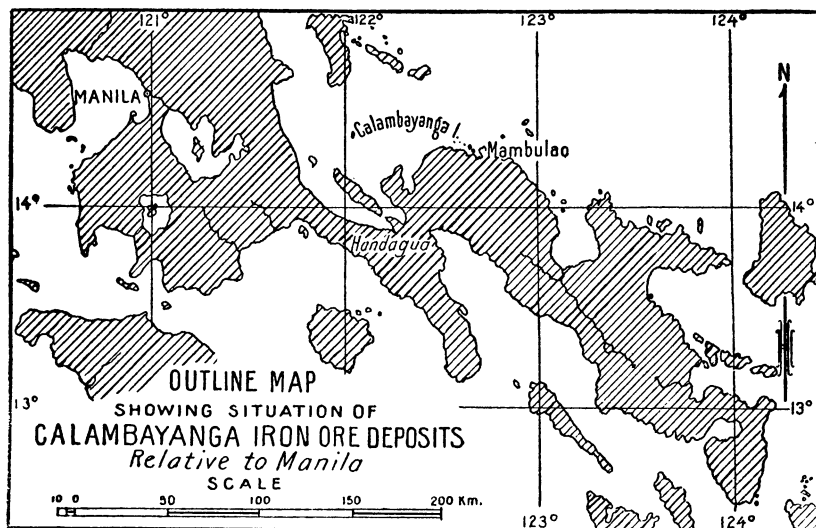 121° 122° 123° 124°
N
MANILA
Calambayanga I.
Mambulao
14° 14°
Hondagua
OUTLINE MAP
SHOWING SITUATION OF
13° 13°
CALAMBAYANGA IRON ORE DEPOSITS
Relative to Manila
SCALE
10 0 50 100 150 200 Km.
123° 124°